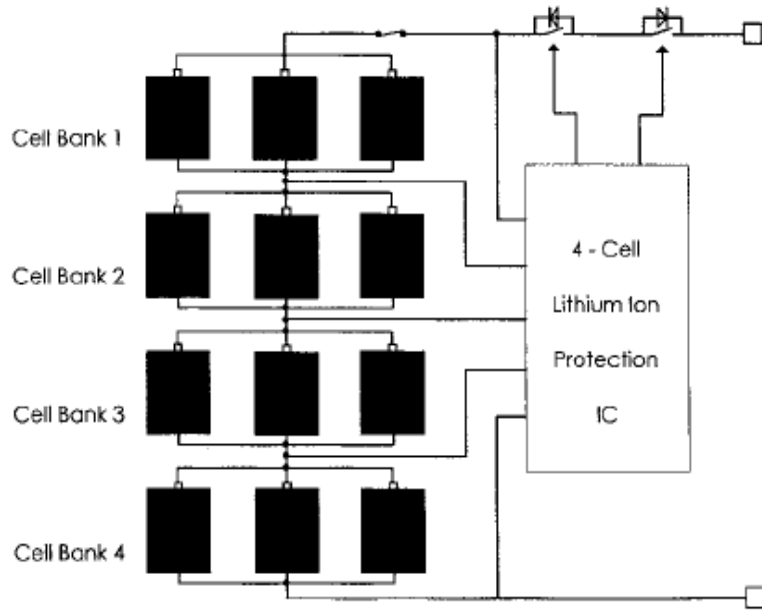 Cell Bank 1
Cell Bank 2
Cell Bank 3
Cell Bank 4
4 - Cell
Lithium Ion
Protection
IC